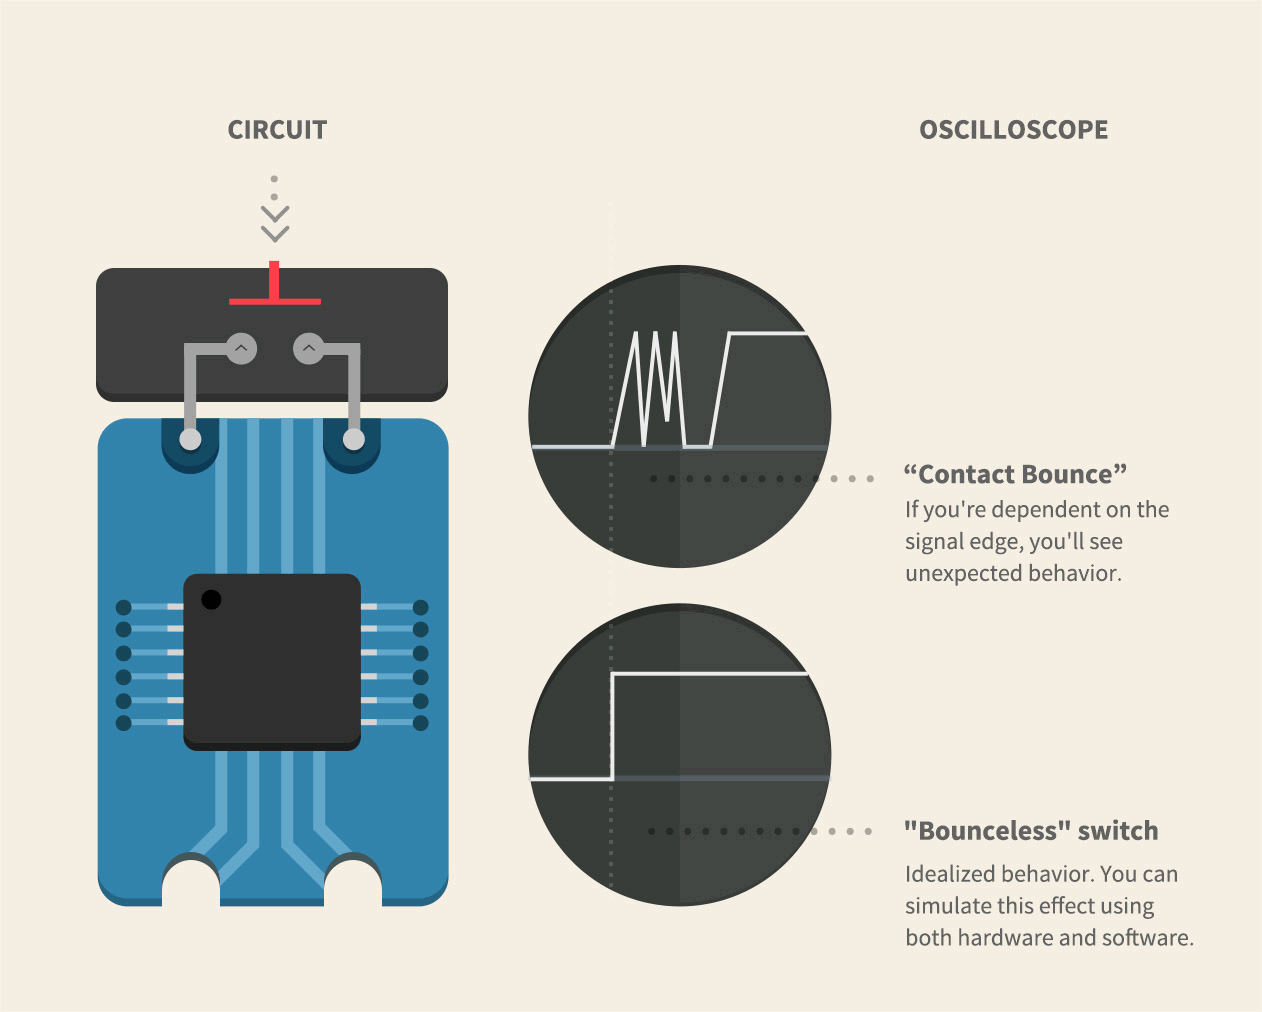 CIRCUIT
OSCILLOSCOPE
“Contact Bounce”
If you're dependent on the
signal edge, you'll see
unexpected behavior.
"Bounceless" switch
Idealized behavior. You can
simulate this effect using
both hardware and software.